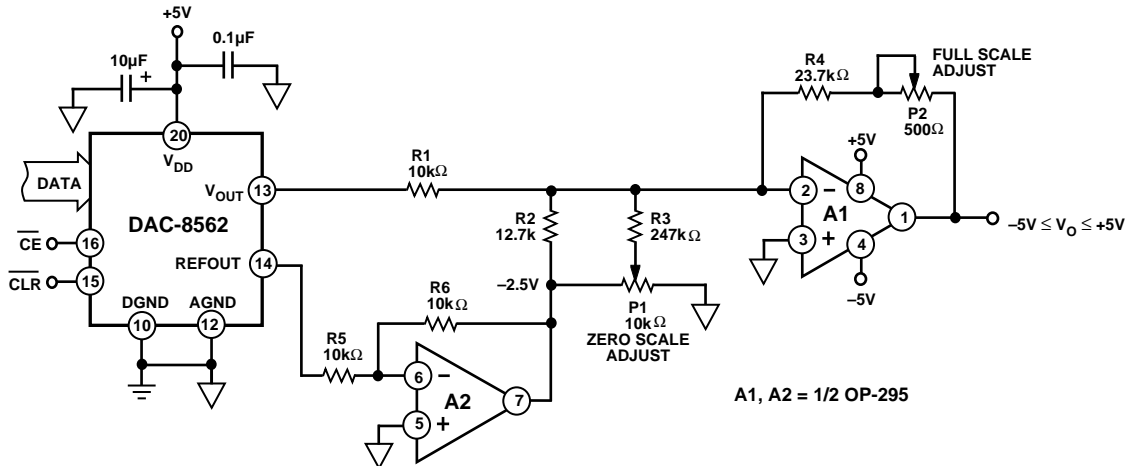 +5V
10µF
+
0.1µF
20
V_DD
DATA
DAC-8562
V_OUT 13
16
CE
15
CLR
REFOUT 14
DGND
AGND
10
12
R1
10kΩ
R2
12.7k
R3
247kΩ
–2.5V
P1
10kΩ
ZERO SCALE
ADJUST
R6
10kΩ
R5
10kΩ
6 –
A2
5 +
7
R4
23.7kΩ
FULL SCALE
ADJUST
P2
500Ω
+5V
2 –
8
A1
3 +
4
1
–5V
–5V ≤ V_O ≤ +5V
A1, A2 = 1/2 OP-295